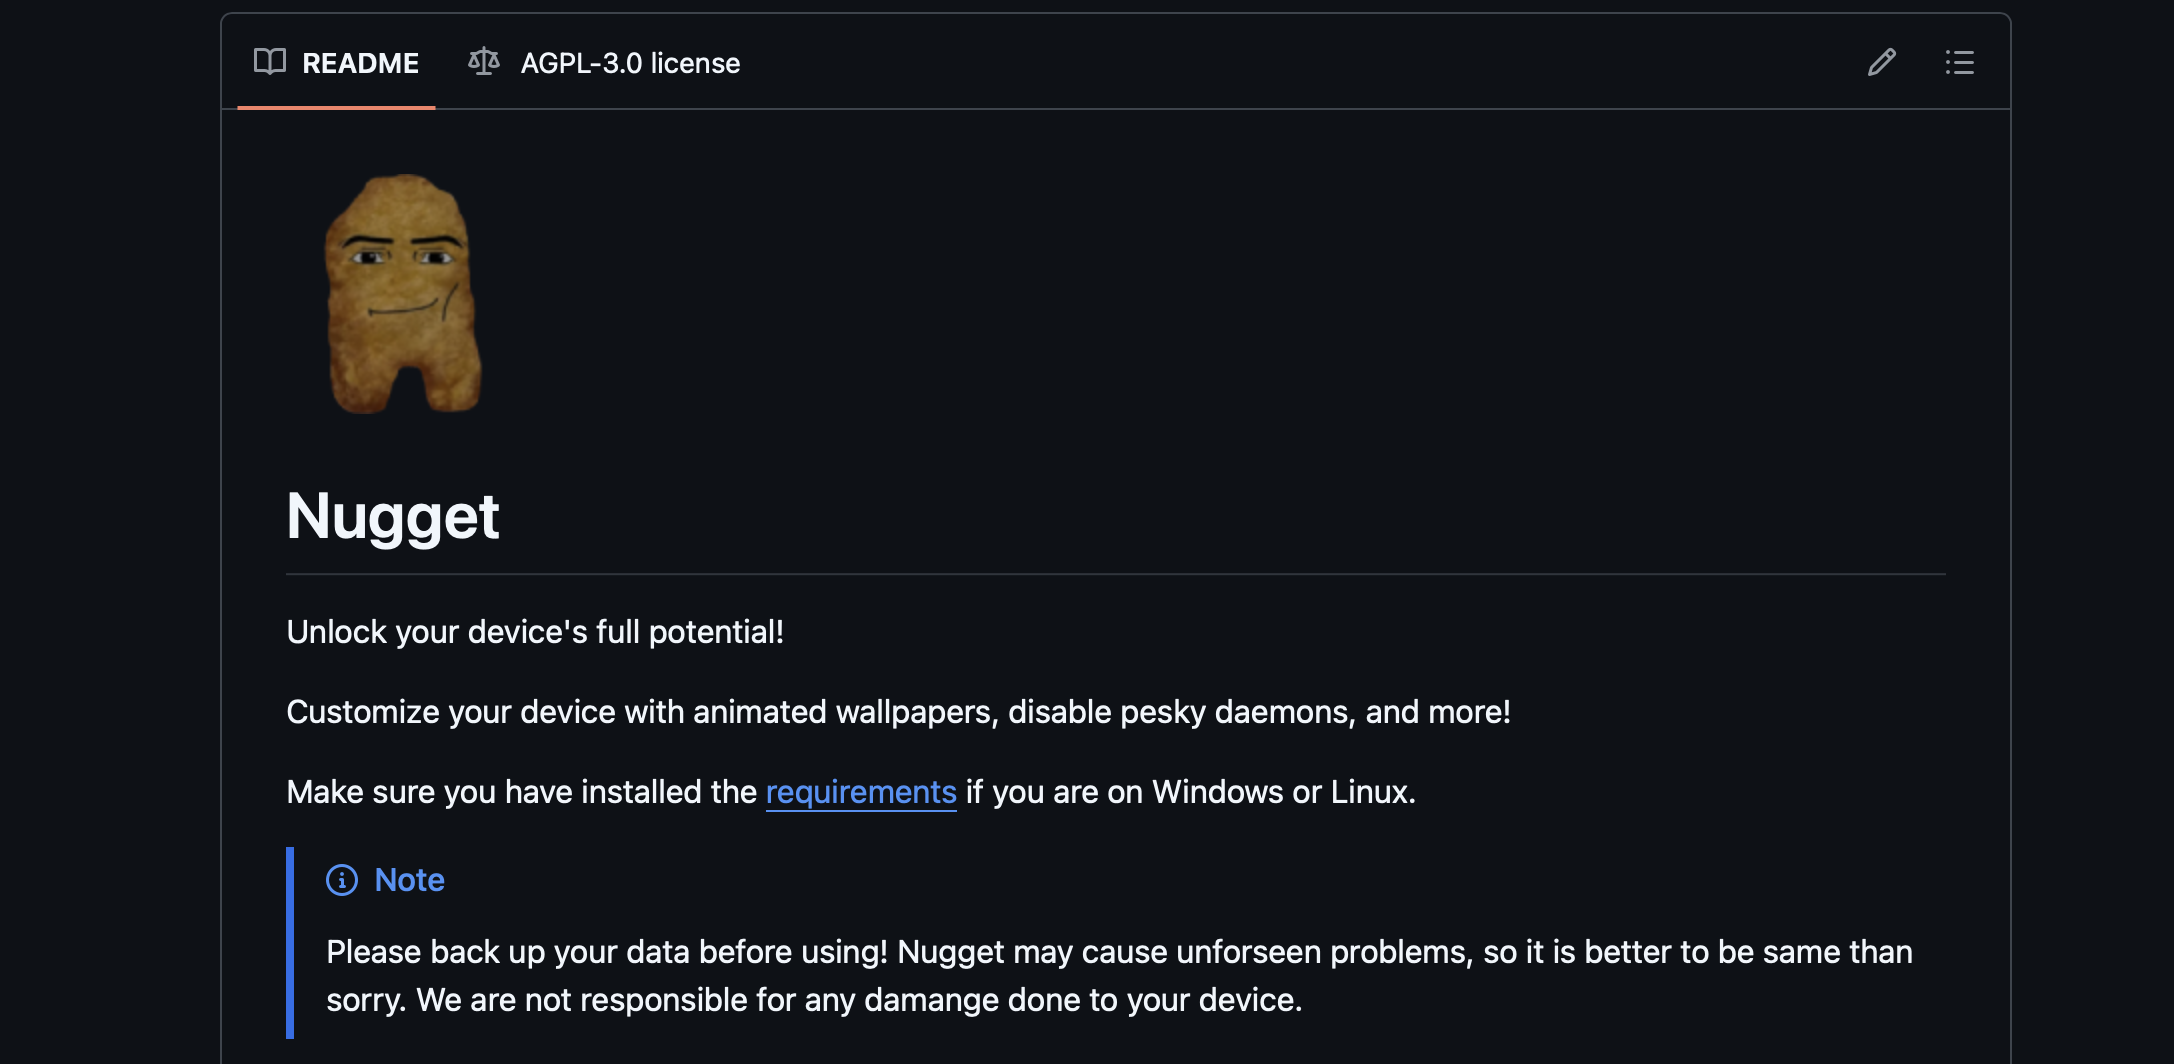 README
AGPL-3.0 license
Nugget
Unlock your device's full potential!
Customize your device with animated wallpapers, disable pesky daemons, and more!
Make sure you have installed the requirements if you are on Windows or Linux.
Note
Please back up your data before using! Nugget may cause unforseen problems, so it is better to be same than
sorry. We are not responsible for any damange done to your device.